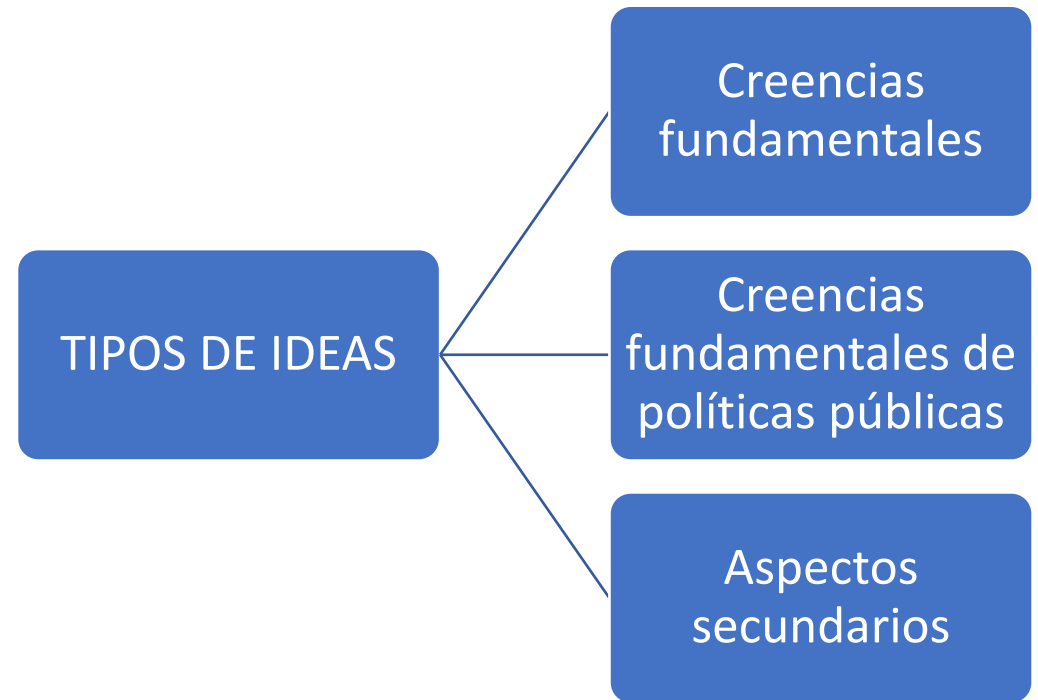 TIPOS DE IDEAS
Creencias
fundamentales
Creencias
fundamentales de
políticas públicas
Aspectos
secundarios